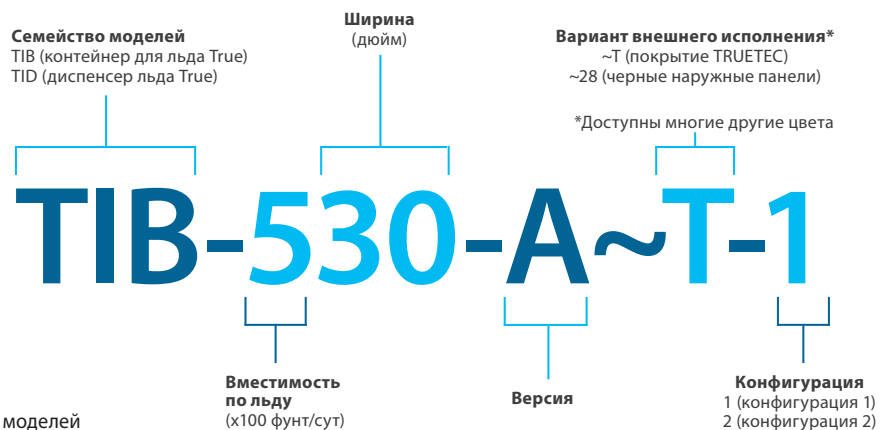 Семейство моделей
TIB (контейнер для льда True)
TID (диспенсер льда True)
Ширина
(дюйм)
Вариант внешнего исполнения*
~T (покрытие TRUETEC)
~28 (черные наружные панели)
*Доступны многие другие цвета
TIB-530-A~T-1
Вместимость
по льду
(x100 фунт/сут)
Версия
Конфигурация
1 (конфигурация 1)
2 (конфигурация 2)
моделей